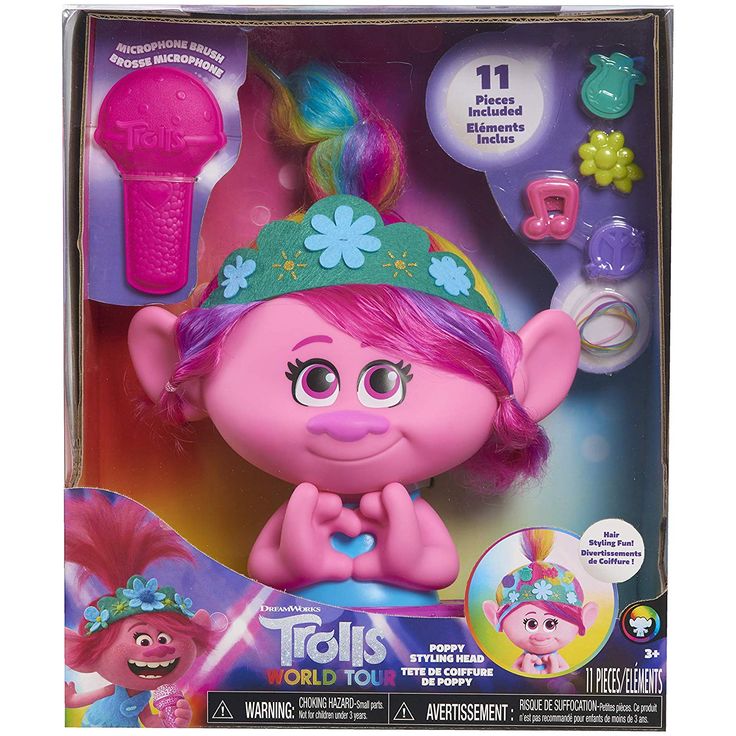 MICROPHONE BRUSH
BROSSE MICROPHONE
Trolls
11
Pieces
Included
Eléments
Inclus
Hair
Styling Fun!
Divertissements
de Coiffure !
DREAMWORKS
Trolls
WORLD TOUR
POPPY
STYLING HEAD
TETE DE COIFFURE
DE POPPY
3+
11 PIECES/ELÉMENTS
WARNING: CHOKING HAZARD-Small parts.
Not for children under 3 years.
AVERTISSEMENT : RISQUE DE SUFFOCATION-Petites pièces. Ce produit
n'est pas recommandé pour enfants de moins de 3 ans.